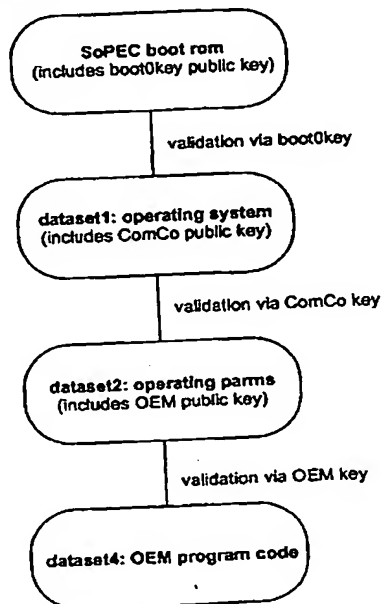 SoPEC boot rom
(includes boot0key public key)
validation via boot0key
dataset1: operating system
(includes ComCo public key)
validation via ComCo key
dataset2: operating parms
(includes OEM public key)
validation via OEM key
dataset4: OEM program code